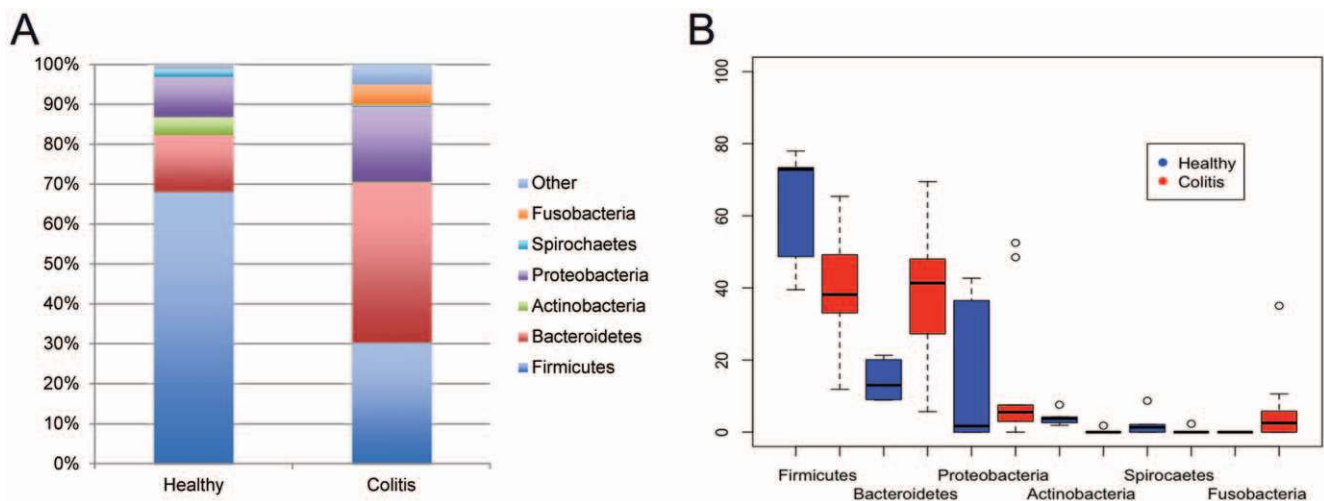 A
100%
90%
80%
70%
60%
50%
40%
30%
20%
10%
0%
Healthy Colitis
Other
Fusobacteria
Spirochaetes
Proteobacteria
Actinobacteria
Bacteroidetes
Firmicutes
B
100
80
60
40
20
0
Healthy
Colitis
Firmicutes Proteobacteria Spirocaetes
Bacteroidetes Actinobacteria Fusobacteria